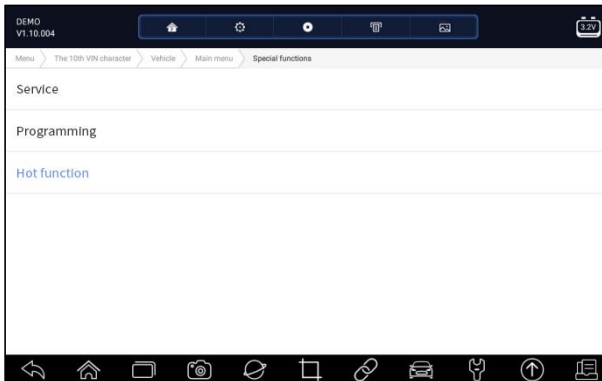 DEMO
V1.10.004
3.2V
Menu The 10th VIN character Vehicle Main menu Special functions
Service
Programming
Hot function